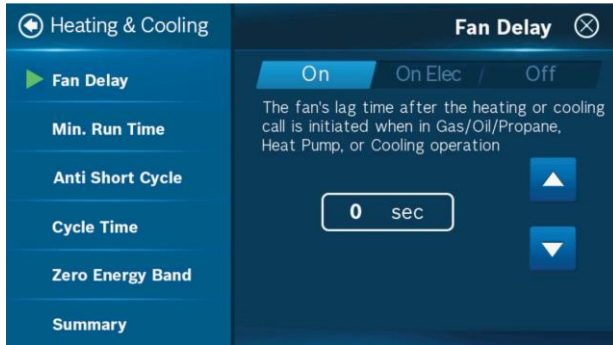 Heating & Cooling
Fan Delay
Min. Run Time
Anti Short Cycle
Cycle Time
Zero Energy Band
Summary
Fan Delay
On
On Elec
Off
The fan's lag time after the heating or cooling
call is initiated when in Gas/Oil/Propane,
Heat Pump, or Cooling operation
0 sec